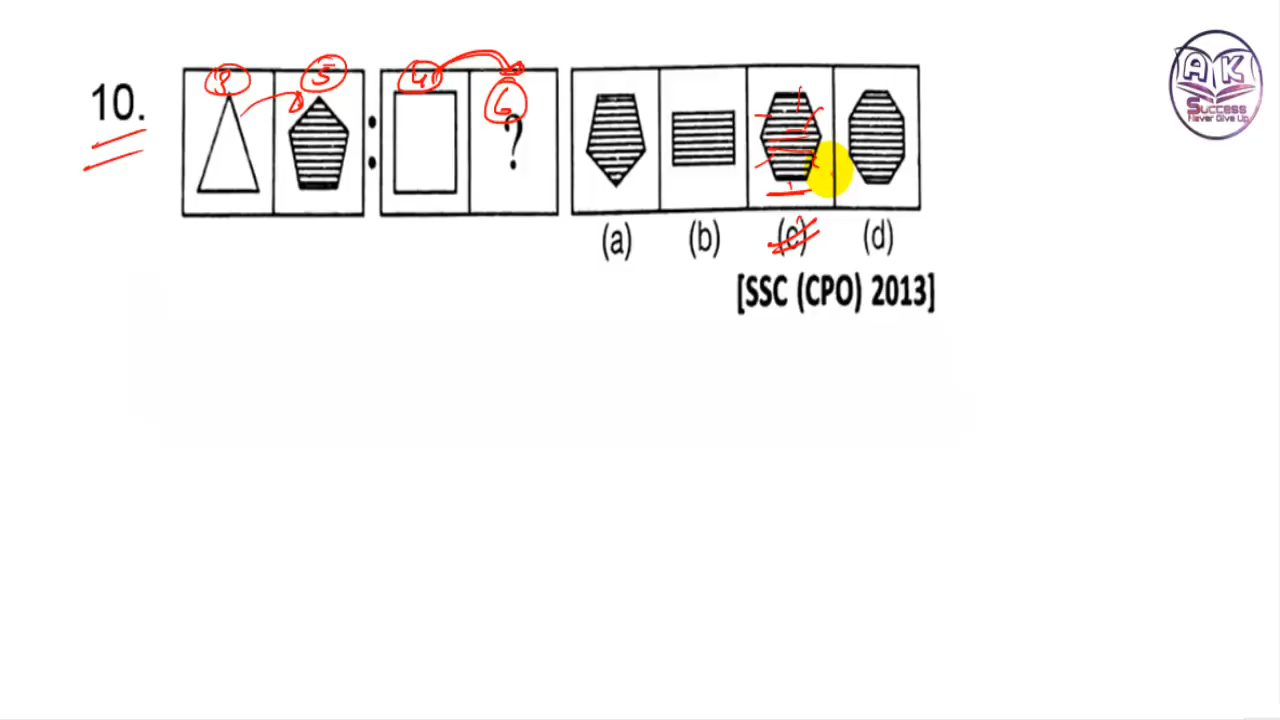 AK
Success
Never Give Up
3 5 4 6
10. : ?
(a) (b) (c) (d)
[SSC (CPO) 2013]